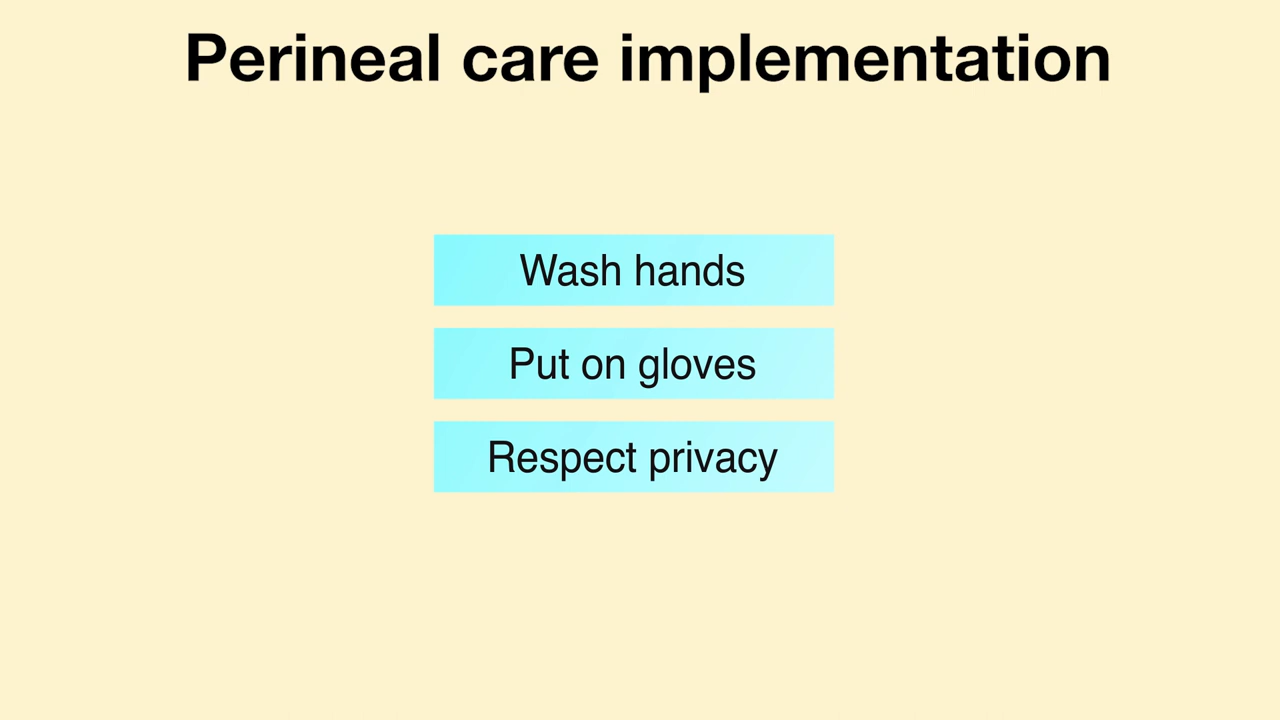 Perineal care implementation
Wash hands
Put on gloves
Respect privacy